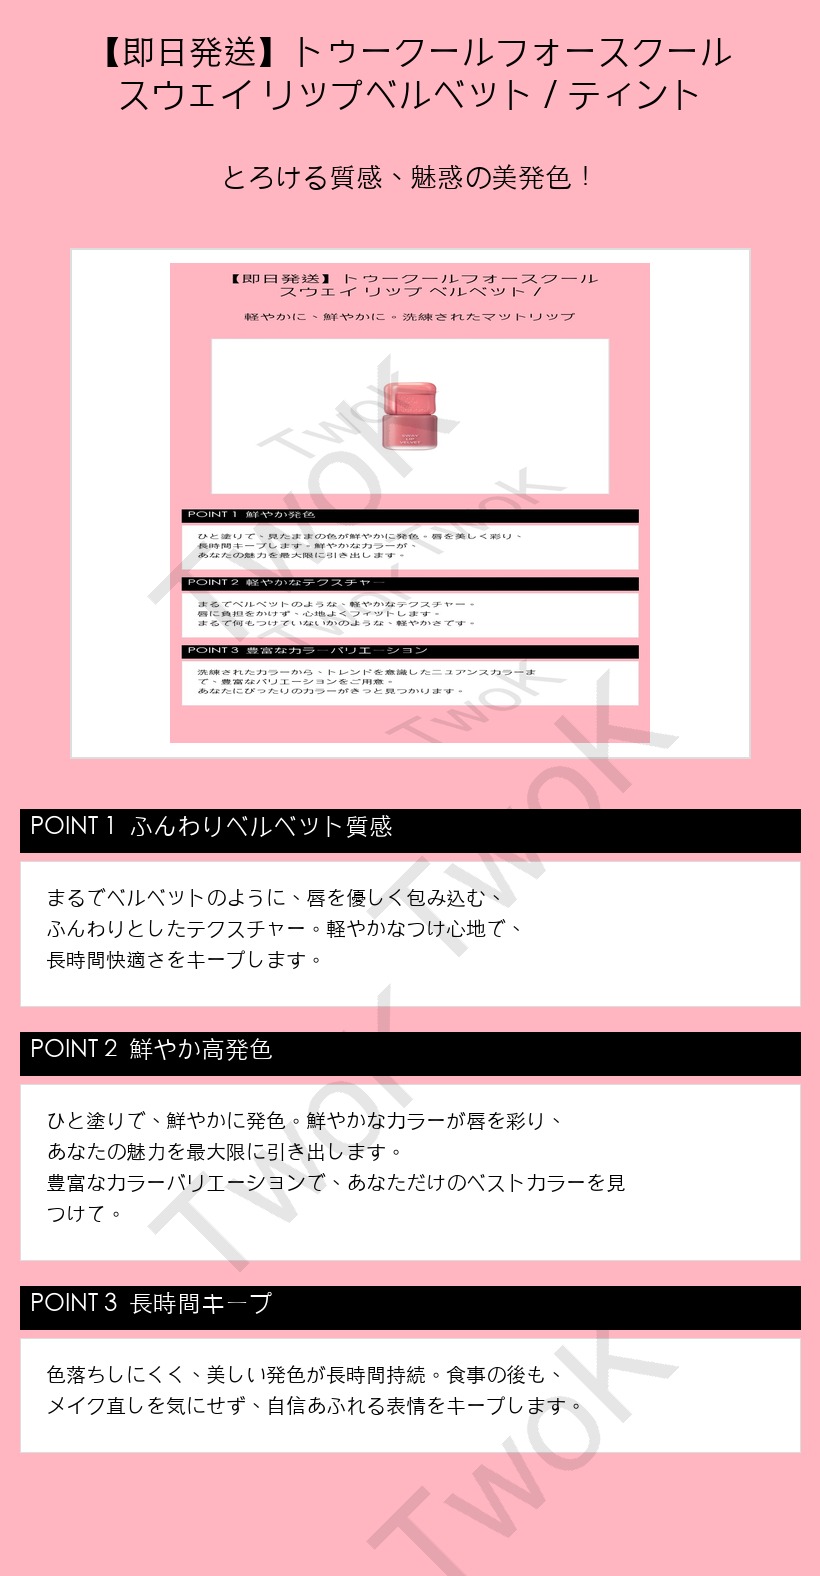 【即日発送】トゥークールフォースクール
スウェイ リップベルベット / ティント
とろける質感、魅惑の美発色！
【即日発送】トゥークールフォースクール
スウェイ リップ ベルベット /
軽やかに、鮮やかに。洗練されたマットリップ
POINT 1 鮮やか発色
ひと塗りで、見たままの色が鮮やかに発色。唇を美しく彩り、
長時間キープします。鮮やかなカラーが、
あなたの魅力を最大限に引き出します。
POINT 2 軽やかなテクスチャー
まるでベルベットのような、軽やかなテクスチャー。
唇に負担をかけず、心地よくフィットします。
まるで何もつけていないかのような、軽やかさです。
POINT 3 豊富なカラーバリエーション
洗練されたカラーから、トレンドを意識したニュアンスカラーま
で、豊富なバリエーションをご用意。
あなたにぴったりのカラーがきっと見つかります。
TwoK
TwoK
TwoK
TwoK
TwoK
TwoK
POINT 1 ふんわりベルベット質感
まるでベルベットのように、唇を優しく包み込む、
ふんわりとしたテクスチャー。軽やかなつけ心地で、
長時間快適さをキープします。
POINT 2 鮮やか高発色
ひと塗りで、鮮やかに発色。鮮やかなカラーが唇を彩り、
あなたの魅力を最大限に引き出します。
豊富なカラーバリエーションで、あなただけのベストカラーを見
つけて。
TwoK
POINT 3 長時間キープ
色落ちしにくく、美しい発色が長時間持続。食事の後も、
メイク直しを気にせず、自信あふれる表情をキープします。
TwoK